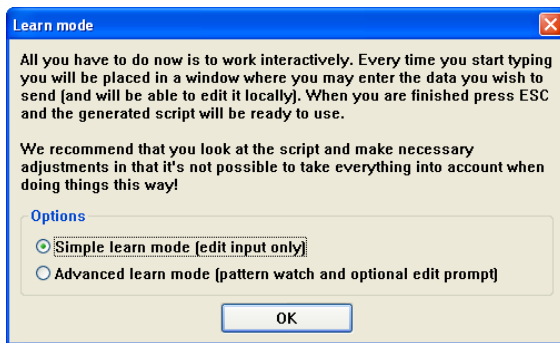 Learn mode
All you have to do now is to work interactively. Every time you start typing
you will be placed in a window where you may enter the data you wish to
send (and will be able to edit it locally). When you are finished press ESC
and the generated script will be ready to use.
We recommend that you look at the script and make necessary
adjustments in that it's not possible to take everything into account when
doing things this way!
Options
Simple learn mode (edit input only)
Advanced learn mode (pattern watch and optional edit prompt)
OK